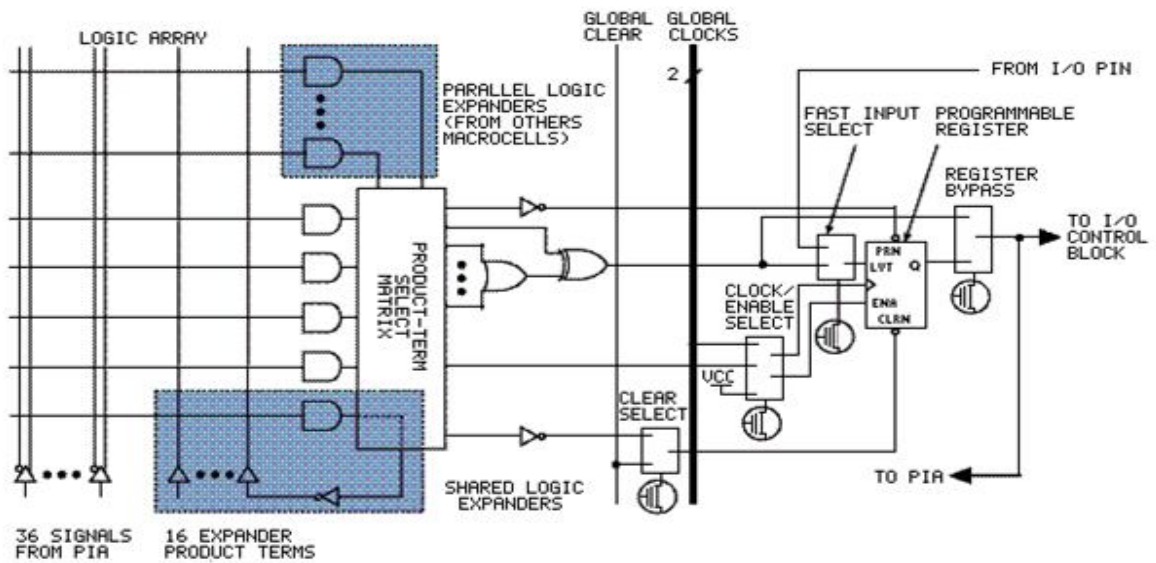 LOGIC ARRAY
PARALLEL LOGIC
EXPANDERS
(FROM OTHERS
MACROCELLS)
GLOBAL
CLEAR
GLOBAL
CLOCKS
2
FROM I/O PIN
FAST INPUT
SELECT
PROGRAMMABLE
REGISTER
REGISTER
BYPASS
TO I/O
CONTROL
BLOCK
PRODUCT-TERM
SELECT
MATRIX
PRN
LVT
Q
ENA
CLRN
CLOCK/
ENABLE
SELECT
VCC
CLEAR
SELECT
TO PIA
SHARED LOGIC
EXPANDERS
36 SIGNALS
FROM PIA
16 EXPANDER
PRODUCT TERMS